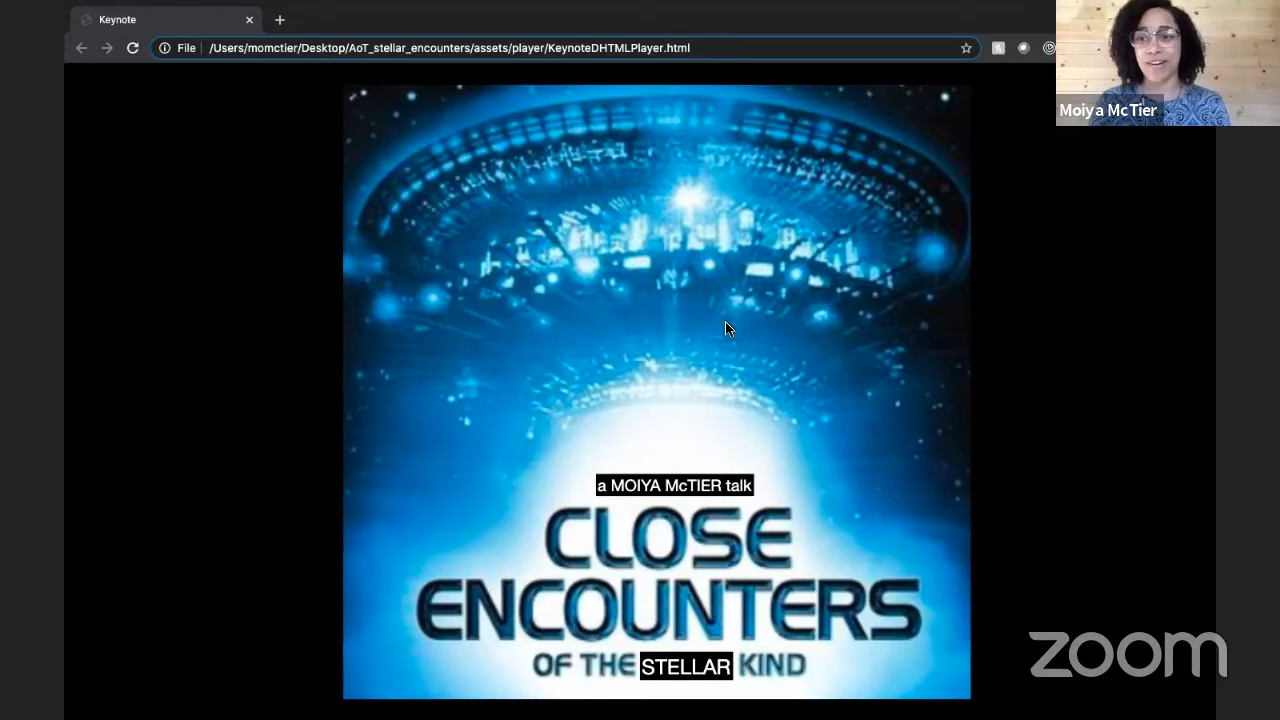 Keynote
File
/Users/momctier/Desktop/AoT_stellar_encounters/assets/player/KeynoteDHTMLPlayer.html
Moiya McTier
a MOIYA McTIER talk
CLOSE
ENCOUNTERS
OF THE STELLAR KIND
zoom